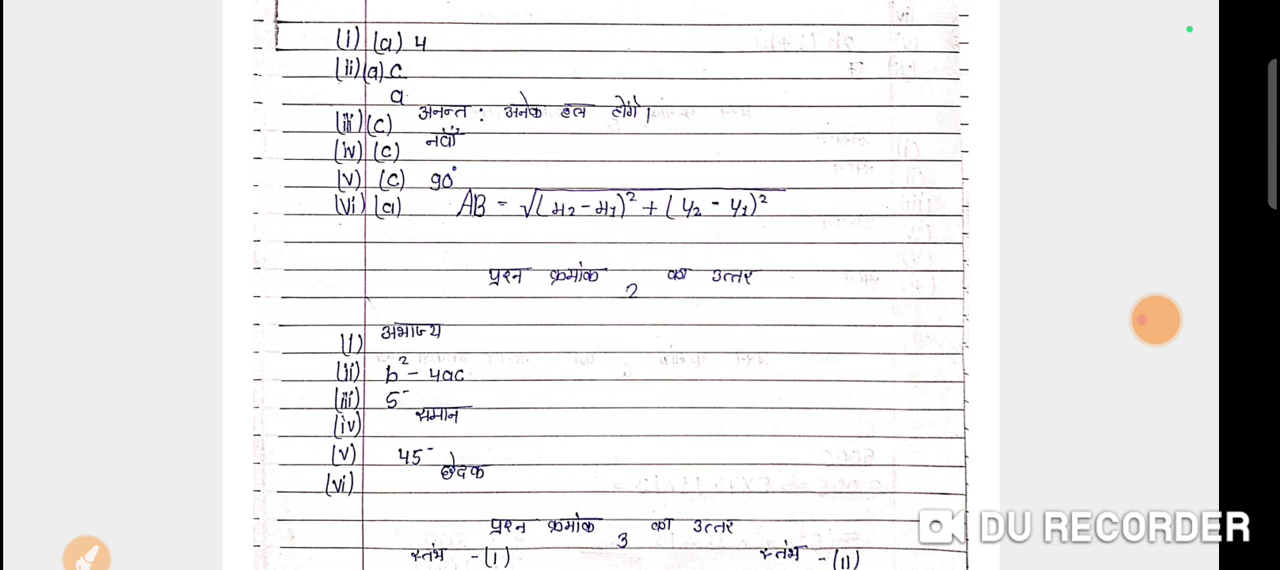 (i) (a) 4
(ii) (a) c
a
(iii) (c) अनन्त : अनेक हल होंगे।
(iv) (c) नवाँ
(v) (c) 90°
(vi) (a) AB = √(x₂ - x₁)² + (y₂ - y₁)²
प्रश्न क्रमांक 2 का उत्तर
(i) अभाज्य
(ii) b² - 4ac
(iii) 5
(iv) समान
(v) 45
(vi) छेदक
प्रश्न क्रमांक 3 का उत्तर
स्तंभ - (I) स्तंभ - (II)
DU RECORDER